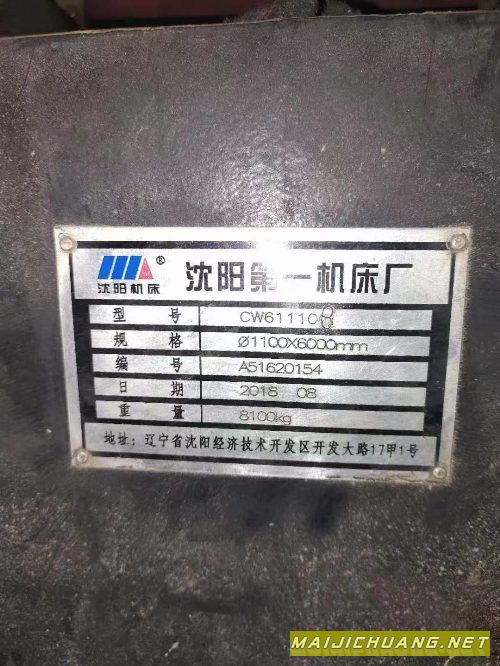 沈阳机床 ® 沈阳第一机床厂
型 号 CW61110B
规 格 Ø1100X6000mm
编 号 A51620154
日 期 2018 08
重 量 8100kg
地址：辽宁省沈阳经济技术开发区开发大路17甲1号
MAIJICHUANG.NET